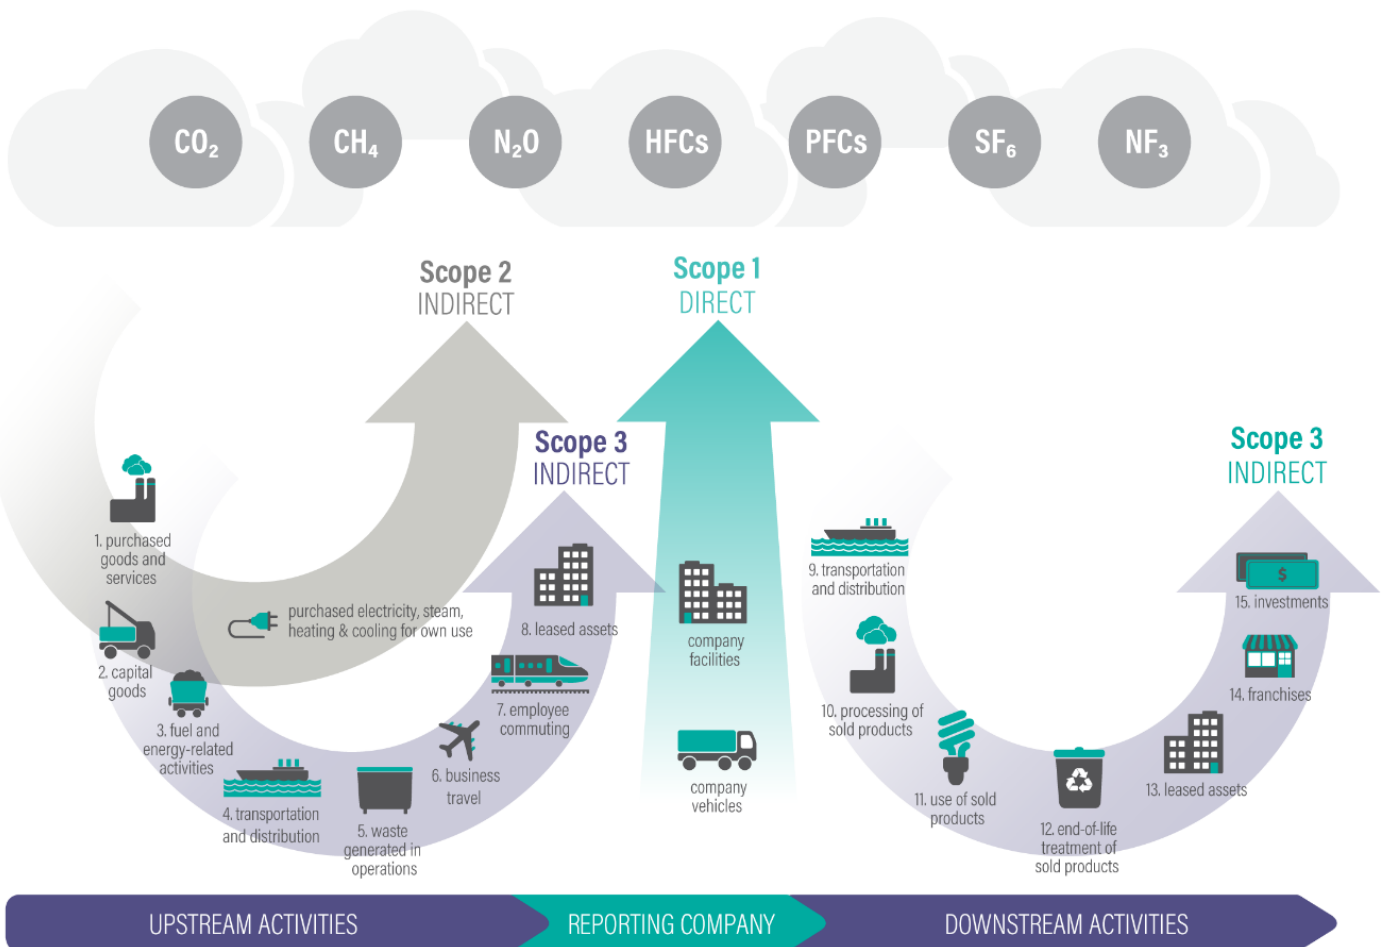 CO₂
CH₄
N₂O
HFCs
PFCs
SF₆
NF₃
Scope 2
INDIRECT
Scope 1
DIRECT
Scope 3
INDIRECT
Scope 3
INDIRECT
1. purchased
goods and
services
2. capital
goods
3. fuel and
energy-related
activities
4. transportation
and distribution
5. waste
generated in
operations
6. business
travel
7. employee
commuting
8. leased assets
purchased electricity, steam,
heating & cooling for own use
company
facilities
company
vehicles
9. transportation
and distribution
10. processing of
sold products
11. use of sold
products
12. end-of-life
treatment of
sold products
13. leased assets
14. franchises
$
15. investments
UPSTREAM ACTIVITIES
REPORTING COMPANY
DOWNSTREAM ACTIVITIES